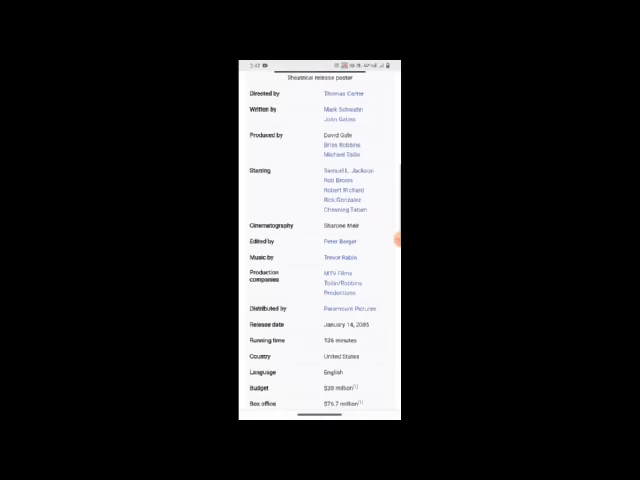 Theatrical release poster
Directed by Thomas Carter
Written by Mark Schwahn
John Gatins
Produced by David Gale
Brian Robbins
Michael Tollin
Starring Samuel L. Jackson
Rob Brown
Robert Richard
Rick Gonzalez
Channing Tatum
Cinematography Sharone Meir
Edited by Peter Berger
Music by Trevor Rabin
Production companies MTV Films
Tollin/Robbins
Productions
Distributed by Paramount Pictures
Release date January 14, 2005
Running time 136 minutes
Country United States
Language English
Budget $30 million[1]
Box office $76.7 million[1]